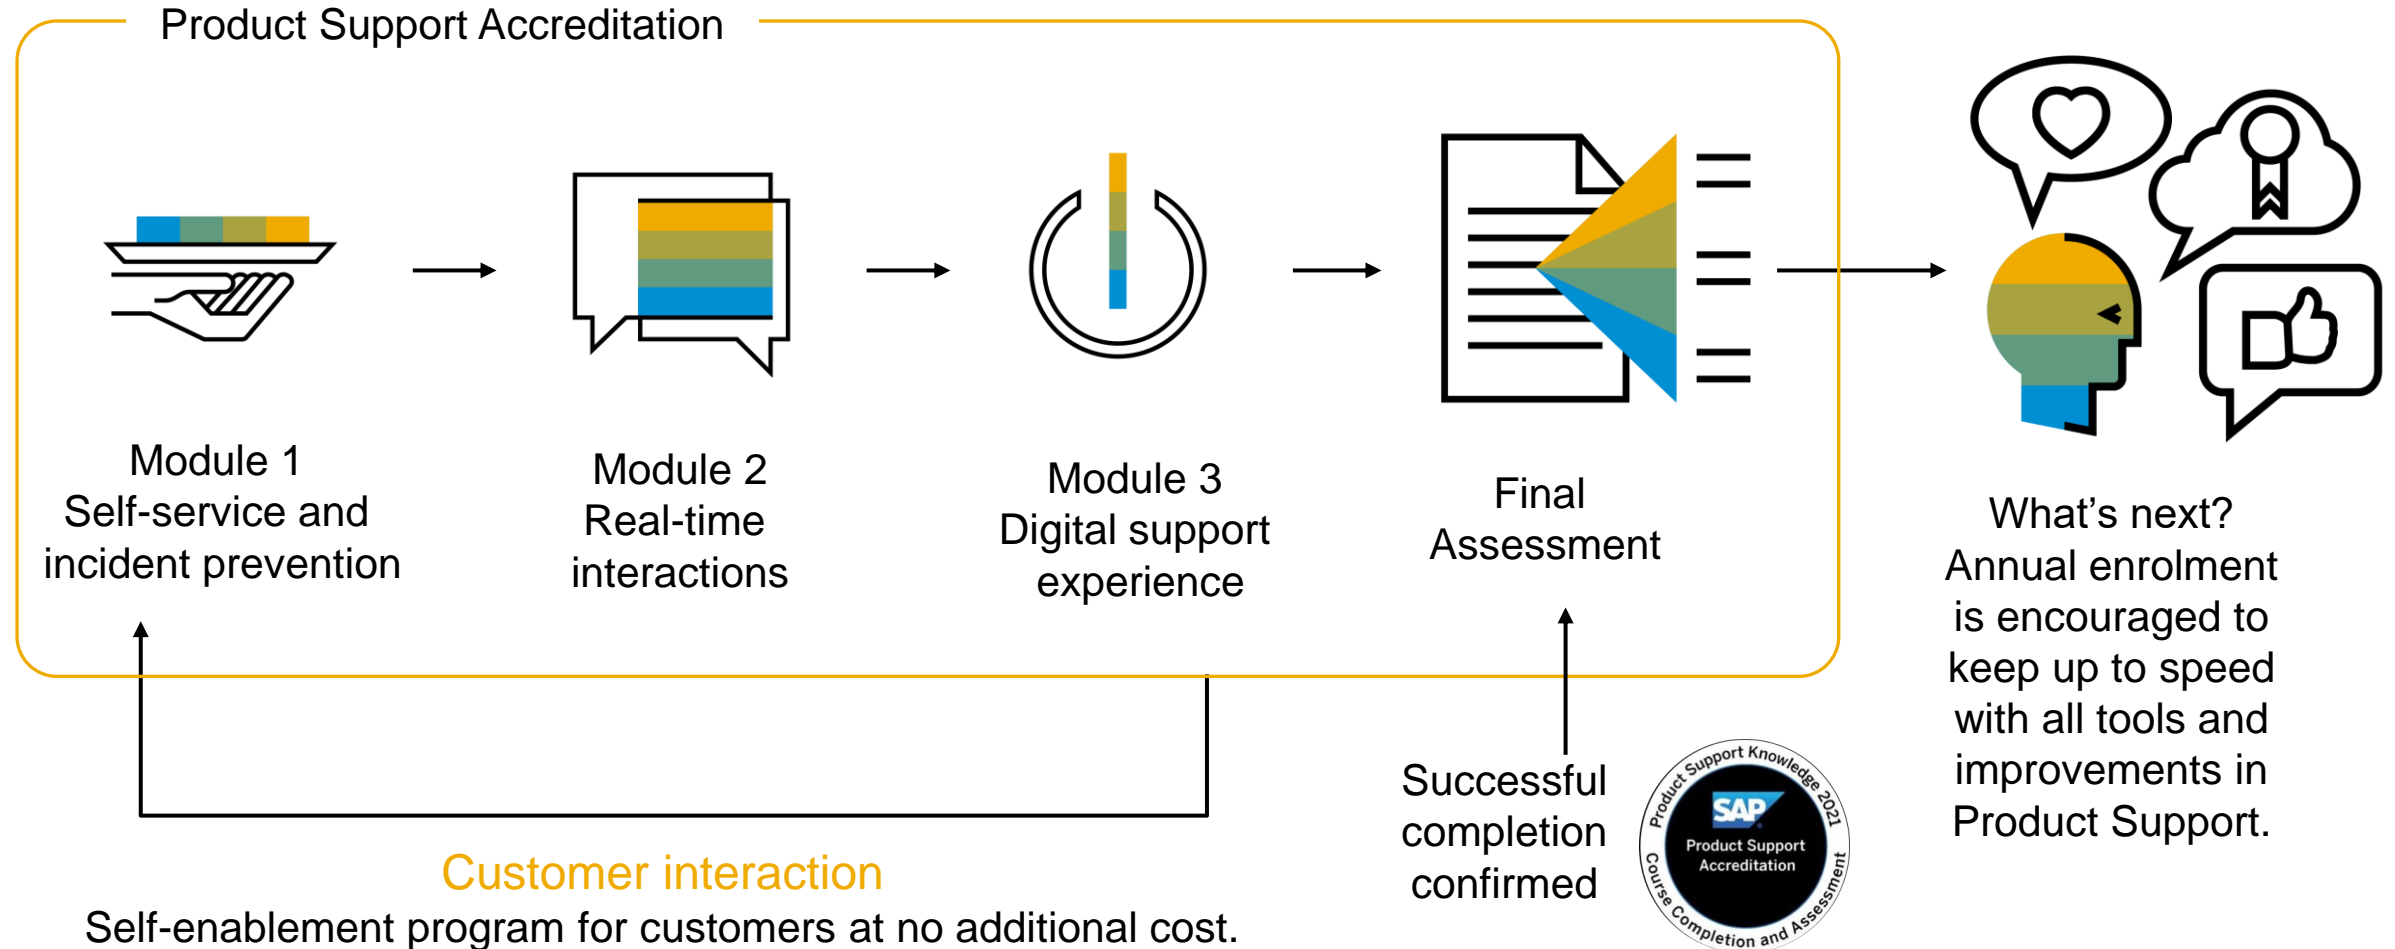 Product Support Accreditation
Module 1
Self-service and
incident prevention
Module 2
Real-time
interactions
Module 3
Digital support
experience
Final
Assessment
What’s next?
Annual enrolment
is encouraged to
keep up to speed
with all tools and
improvements in
Product Support.
Successful
completion
confirmed
Product Support Knowledge 2021
SAP
Product Support
Accreditation
Course Completion and Assessment
Customer interaction
Self-enablement program for customers at no additional cost.